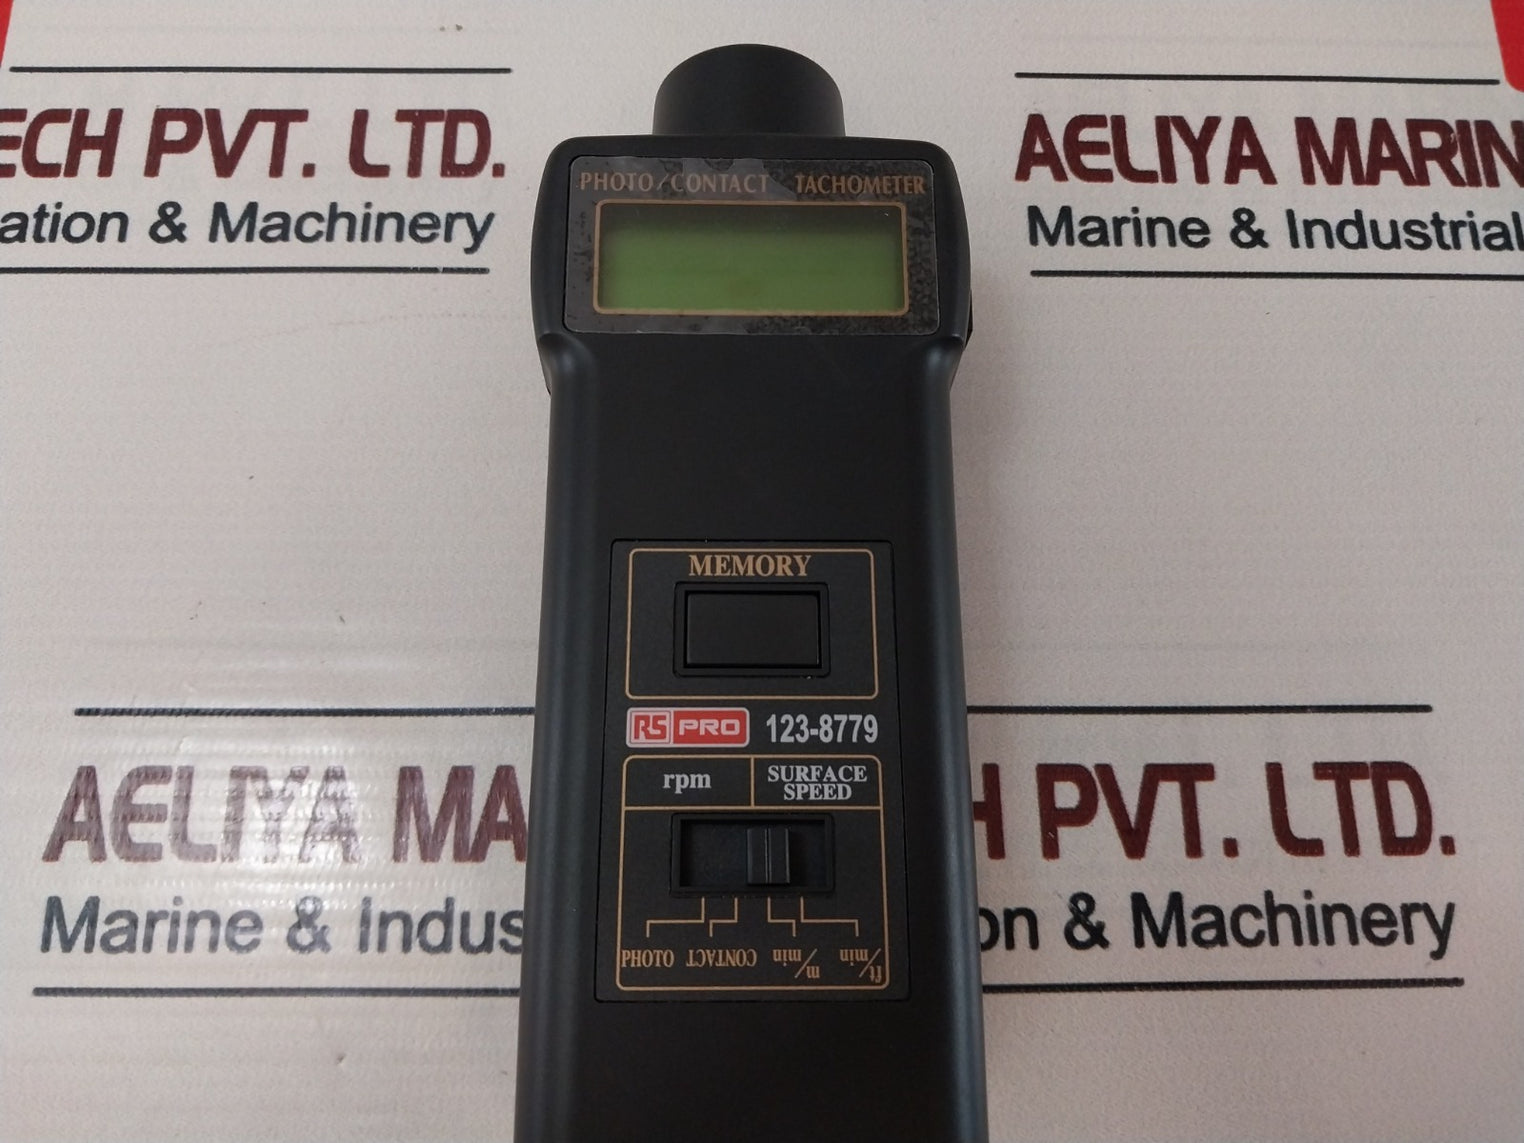 ECH PVT. LTD.
ation & Machinery
AELIYA MARIN
Marine & Industrial
PHOTO/CONTACT TACHOMETER
MEMORY
RS PRO 123-8779
rpm
SURFACE
SPEED
PHOTO CONTACT m/min ft/min
AELIYA MA
Marine & Indus
H PVT. LTD.
on & Machinery